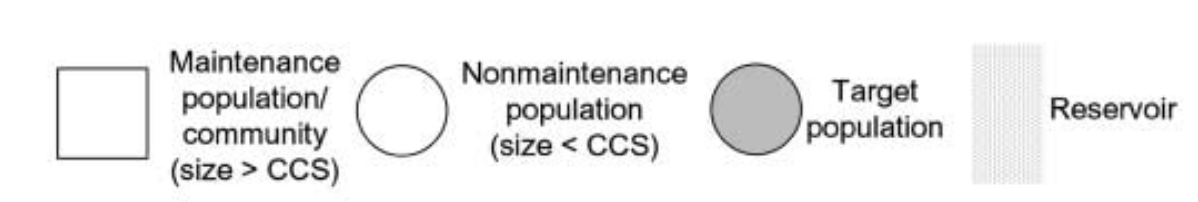 Maintenance
population/
community
(size > CCS)
Nonmaintenance
population
(size < CCS)
Target
population
Reservoir